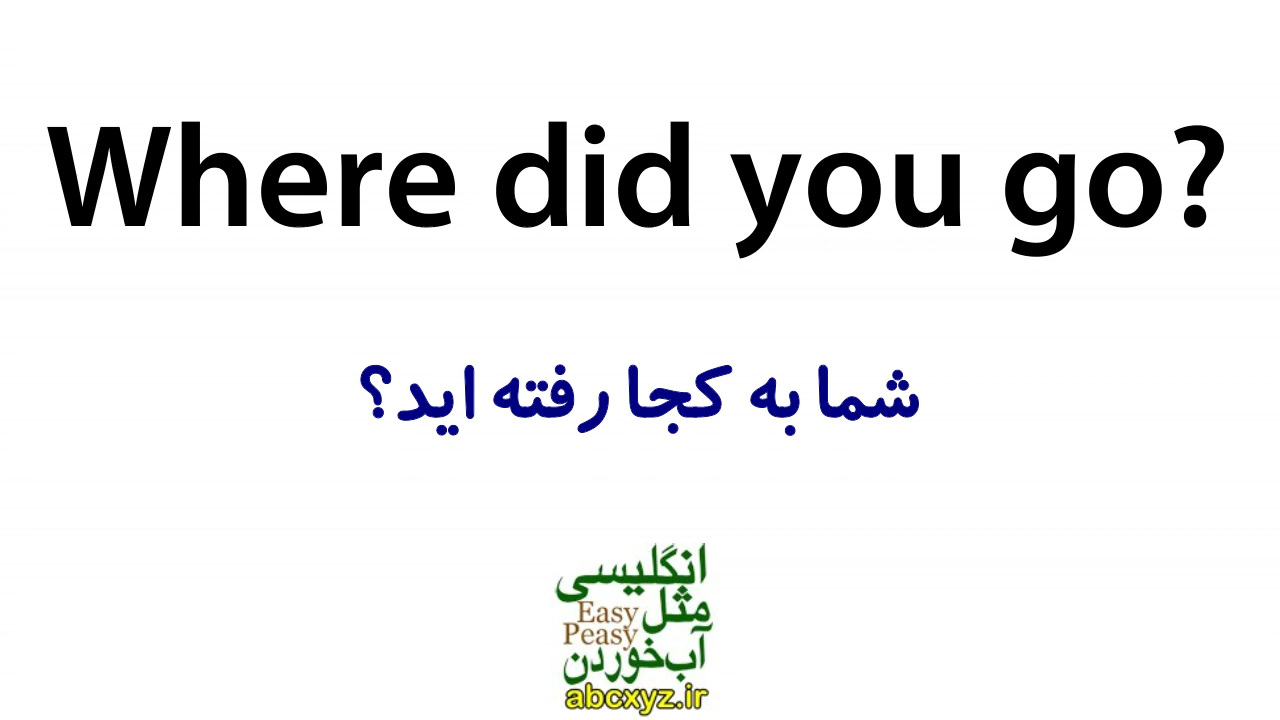 Where did you go?
شما به کجا رفته اید؟
انگلیسی
مثل Easy
Peasy
آب‌خوردن
abcxyz.ir